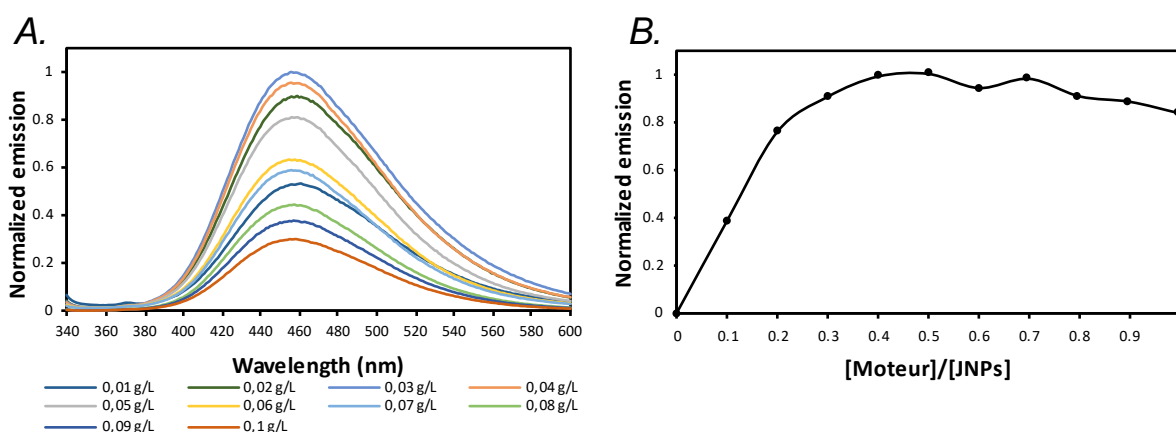 A.
Normalized emission
1
0.8
0.6
0.4
0.2
0
340 360 380 400 420 440 460 480 500 520 540 560 580 600
Wavelength (nm)
0,01 g/L 0,02 g/L 0,03 g/L 0,04 g/L
0,05 g/L 0,06 g/L 0,07 g/L 0,08 g/L
0,09 g/L 0,1 g/L
B.
Normalized emission
1
0.8
0.6
0.4
0.2
0
0 0.1 0.2 0.3 0.4 0.5 0.6 0.7 0.8 0.9
[Moteur]/[JNPs]